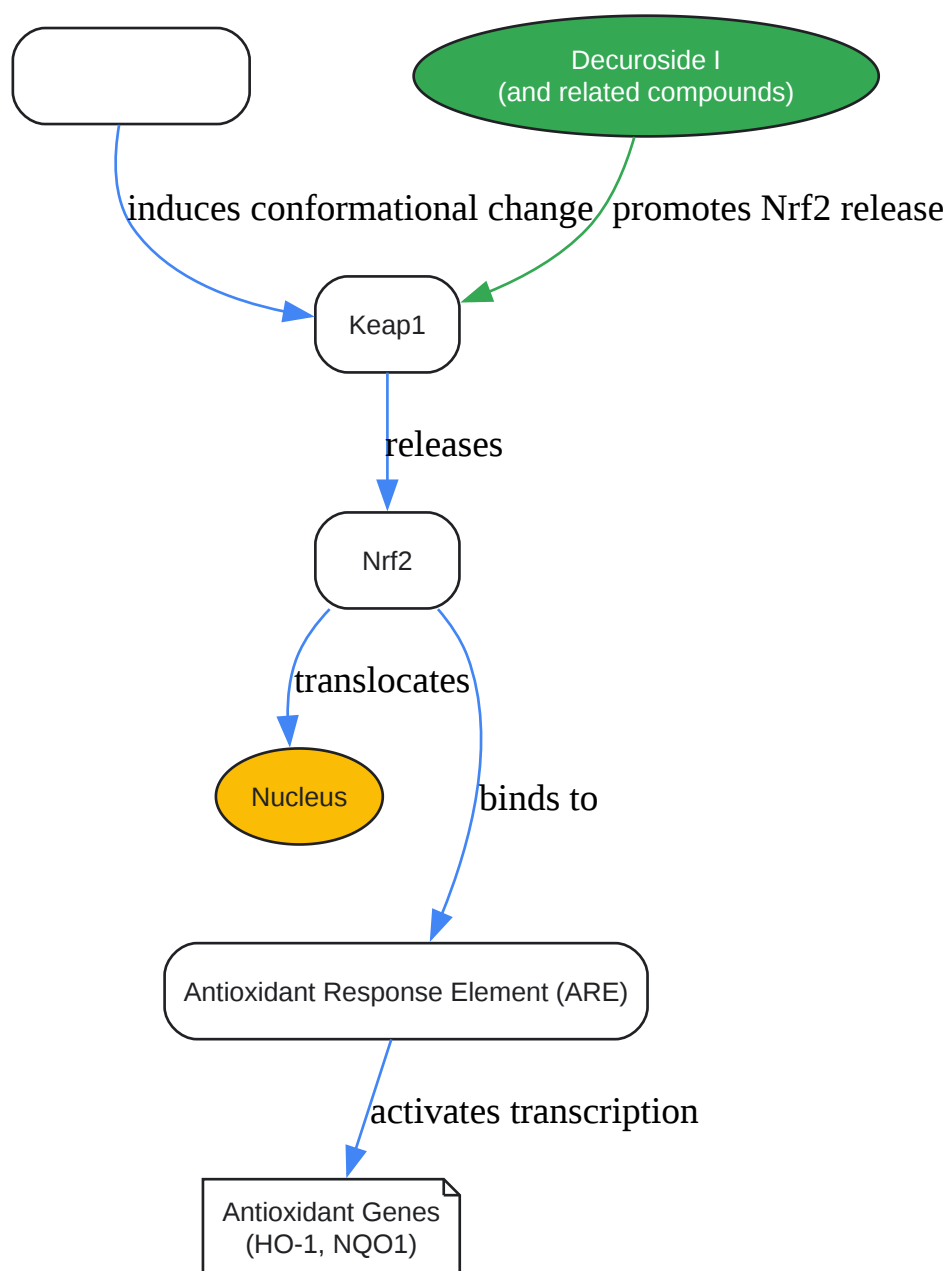 Decuroside I
(and related compounds)
induces conformational change
promotes Nrf2 release
Keap1
releases
Nrf2
translocates
Nucleus
binds to
Antioxidant Response Element (ARE)
activates transcription
Antioxidant Genes
(HO-1, NQO1)